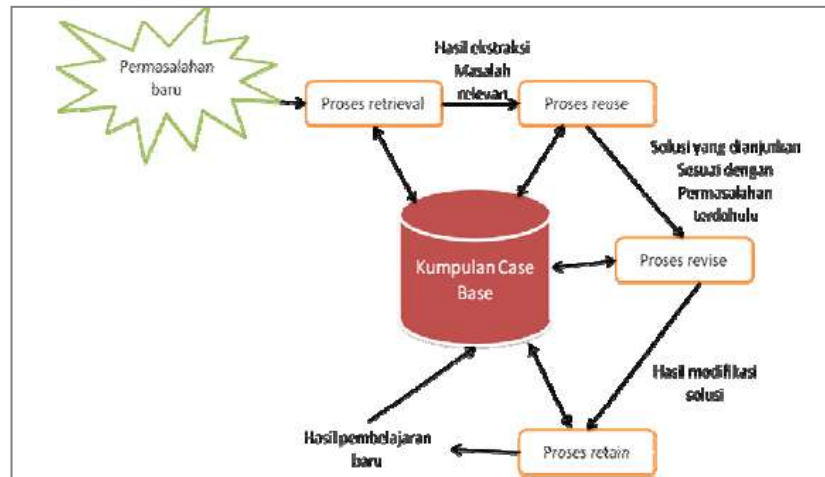 Permasalahan
baru
Proses retrieval
Hasil ekstraksi
Masalah
relevan
Proses reuse
Solusi yang dianjurkan
Sesuai dengan
Permasalahan
terdahulu
Kumpulan Case
Base
Proses revise
Hasil modifikasi
solusi
Hasil pembelajaran
baru
Proses retain